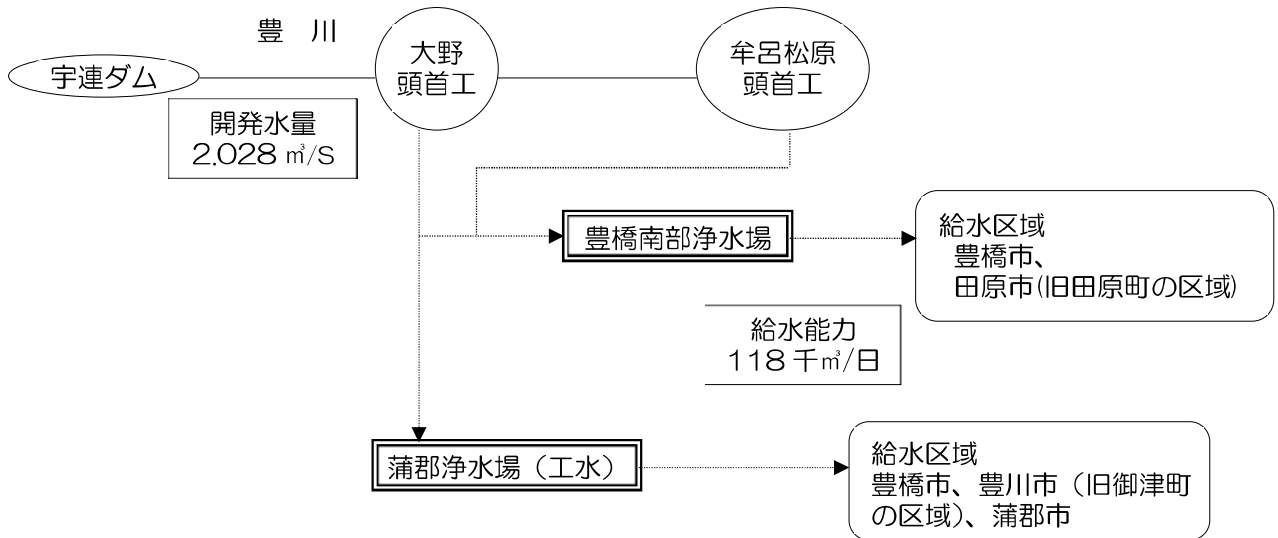 豊　川
宇連ダム
大野
頭首工
牟呂松原
頭首工
開発水量
2.028 ㎥/S
豊橋南部浄水場
給水区域
豊橋市、
田原市(旧田原町の区域)
給水能力
118 千㎥/日
蒲郡浄水場（工水）
給水区域
豊橋市、豊川市（旧御津町
の区域）、蒲郡市